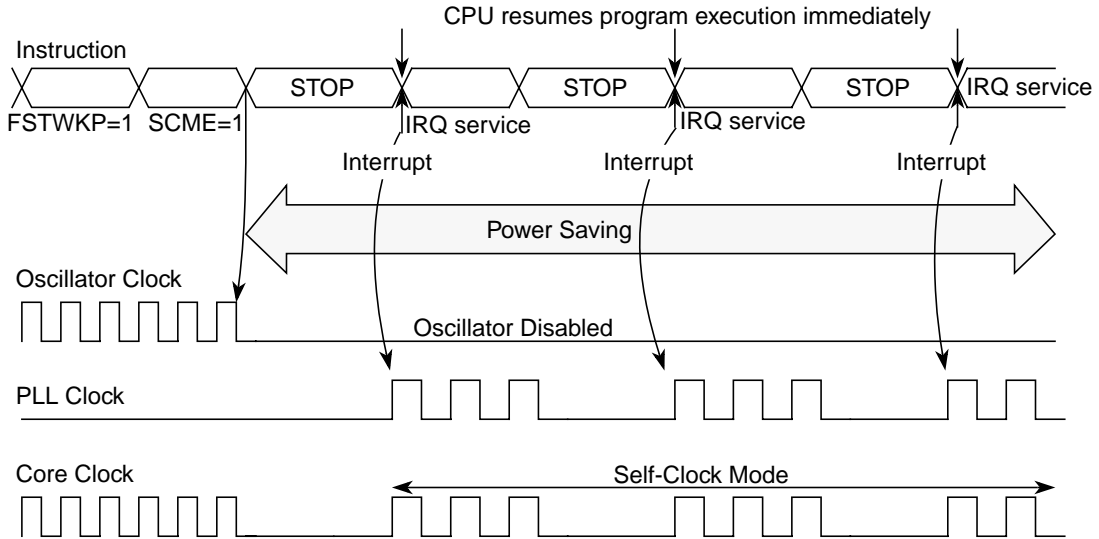 CPU resumes program execution immediately
Instruction
STOP
STOP
STOP
IRQ service
FSTWKP=1
SCME=1
IRQ service
IRQ service
Interrupt
Interrupt
Interrupt
Power Saving
Oscillator Clock
Oscillator Disabled
PLL Clock
Core Clock
Self-Clock Mode